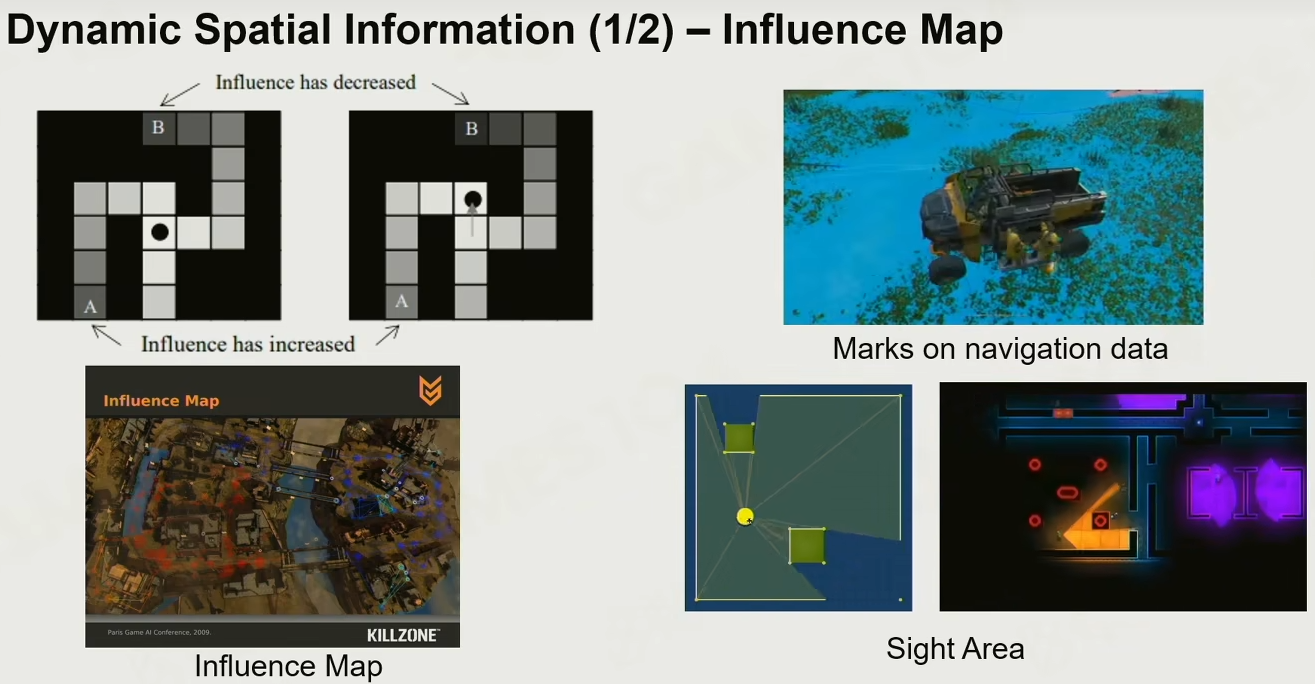 Dynamic Spatial Information (1/2) – Influence Map
Influence has decreased
B
B
A
A
Influence has increased
Influence Map
Paris Game AI Conference, 2009.
KILLZONE™
Influence Map
Marks on navigation data
Sight Area